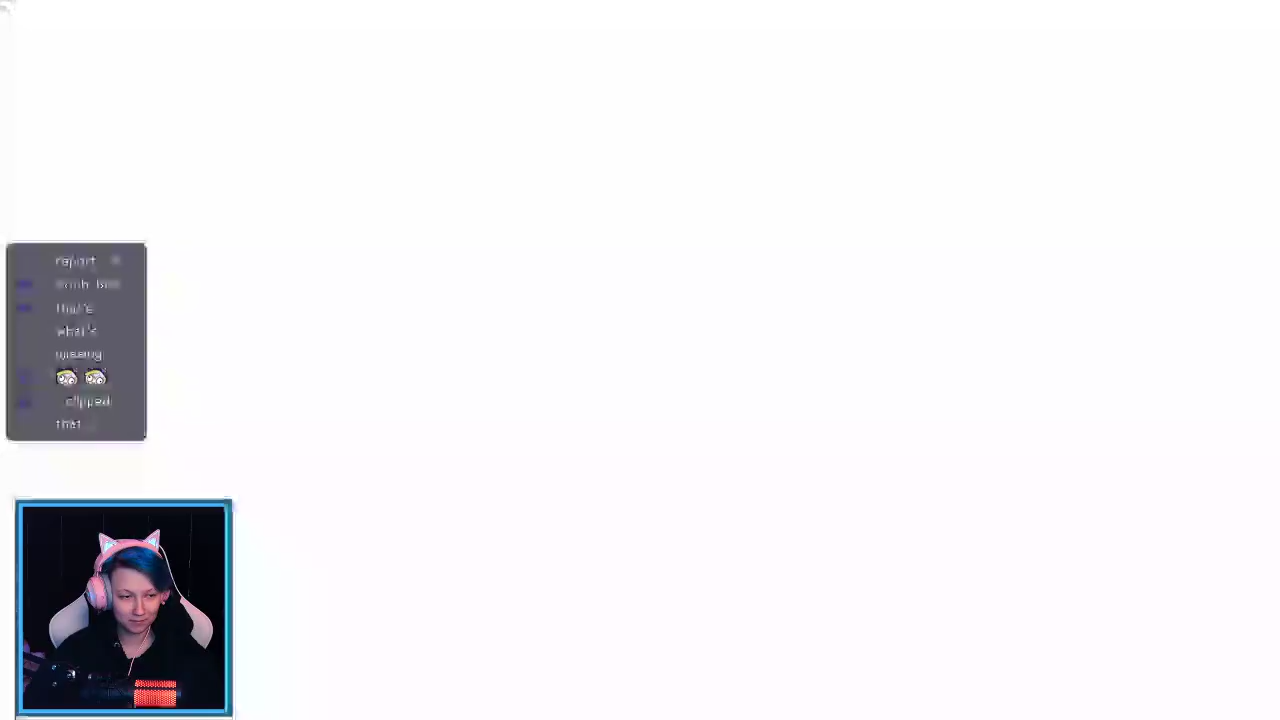 report
that's
what's
missing
clipped
that